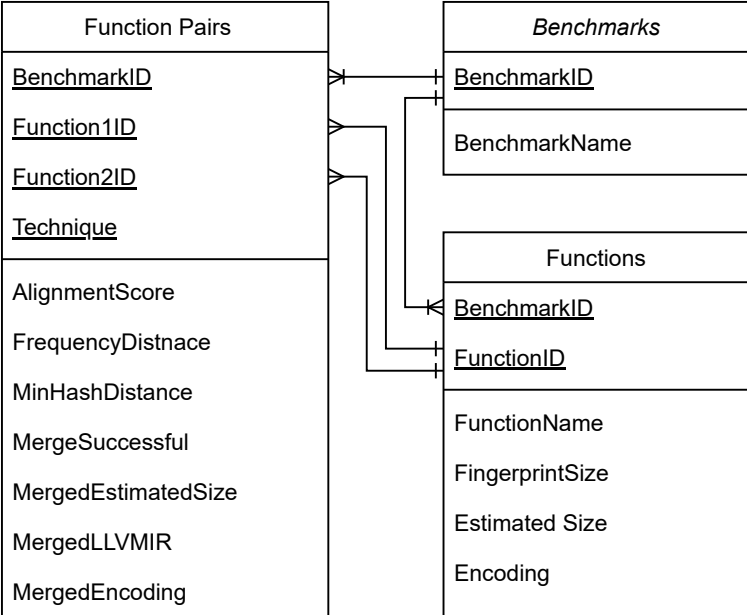 Function Pairs
BenchmarkID
Function1ID
Function2ID
Technique
AlignmentScore
FrequencyDistnace
MinHashDistance
MergeSuccessful
MergedEstimatedSize
MergedLLVMIR
MergedEncoding
Benchmarks
BenchmarkID
BenchmarkName
Functions
BenchmarkID
FunctionID
FunctionName
FingerprintSize
Estimated Size
Encoding